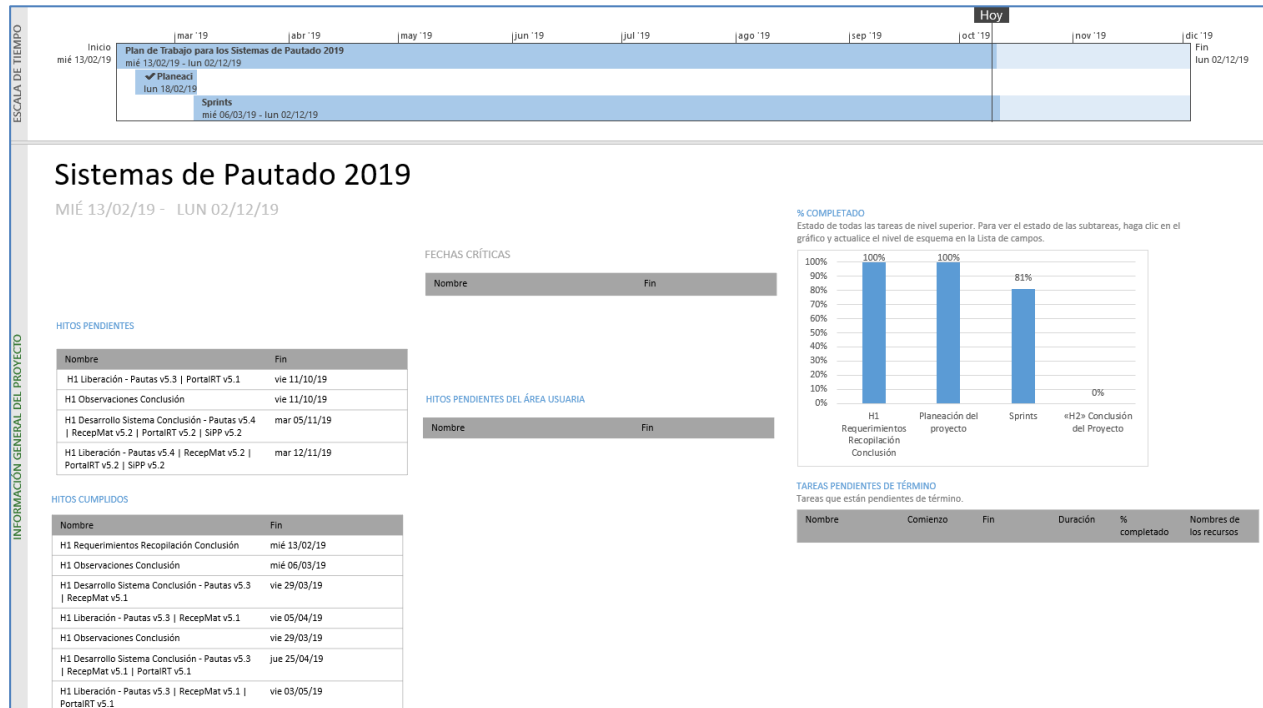 ESCALA DE TIEMPO
Hoy
mar '19
abr '19
may '19
jun '19
jul '19
ago '19
sep '19
oct '19
nov '19
dic '19
Inicio
mié 13/02/19
Plan de Trabajo para los Sistemas de Pautado 2019
mié 13/02/19 - lun 02/12/19
Fin
lun 02/12/19
✔ Planeaci
lun 18/02/19
Sprints
mié 06/03/19 - lun 02/12/19
INFORMACIÓN GENERAL DEL PROYECTO
Sistemas de Pautado 2019
MIÉ 13/02/19 - LUN 02/12/19
HITOS PENDIENTES
Nombre Fin
H1 Liberación - Pautas v5.3 | PortalRT v5.1 vie 11/10/19
H1 Observaciones Conclusión vie 11/10/19
H1 Desarrollo Sistema Conclusión - Pautas v5.4 mar 05/11/19
| RecepMat v5.2 | PortalRT v5.2 | SiPP v5.2
H1 Liberación - Pautas v5.4 | RecepMat v5.2 | mar 12/11/19
PortalRT v5.2 | SiPP v5.2
HITOS CUMPLIDOS
Nombre Fin
H1 Requerimientos Recopilación Conclusión mié 13/02/19
H1 Observaciones Conclusión mié 06/03/19
H1 Desarrollo Sistema Conclusión - Pautas v5.3 vie 29/03/19
| RecepMat v5.1
H1 Liberación - Pautas v5.3 | RecepMat v5.1 vie 05/04/19
H1 Observaciones Conclusión vie 29/03/19
H1 Desarrollo Sistema Conclusión - Pautas v5.3 jue 25/04/19
| RecepMat v5.1 | PortalRT v5.1
H1 Liberación - Pautas v5.3 | RecepMat v5.1 | vie 03/05/19
PortalRT v5.1
FECHAS CRÍTICAS
Nombre Fin
HITOS PENDIENTES DEL ÁREA USUARIA
Nombre Fin
% COMPLETADO
Estado de todas las tareas de nivel superior. Para ver el estado de las subtareas, haga clic en el
gráfico y actualice el nivel de esquema en la Lista de campos.
100%
90%
80%
70%
60%
50%
40%
30%
20%
10%
0%
100%
100%
81%
0%
H1
Requerimientos
Recopilación
Conclusión
Planeación del
proyecto
Sprints
«H2» Conclusión
del Proyecto
TAREAS PENDIENTES DE TÉRMINO
Tareas que están pendientes de término.
Nombre Comienzo Fin Duración % Nombres de
completado los recursos